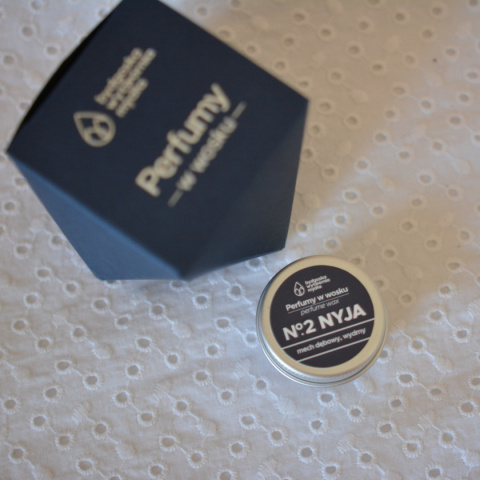 Perfumy
— w wosku —
Perfumy w wosku
perfume wax
Nº2 NYJA
mech dębowy, wydmy